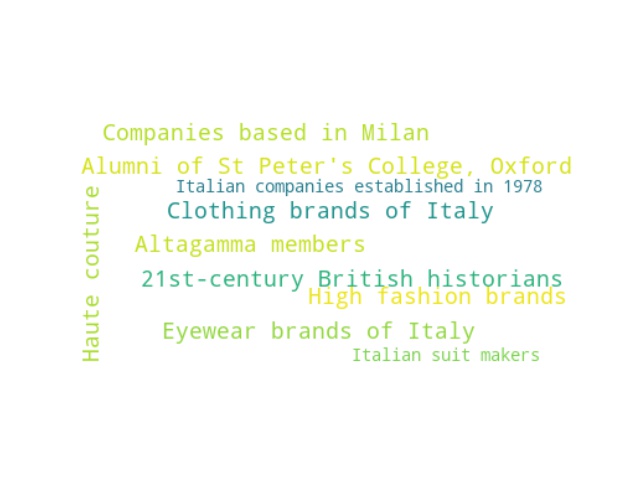 Companies based in Milan
Alumni of St Peter's College, Oxford
Italian companies established in 1978
Clothing brands of Italy
Haute couture
Altagamma members
21st-century British historians
High fashion brands
Eyewear brands of Italy
Italian suit makers